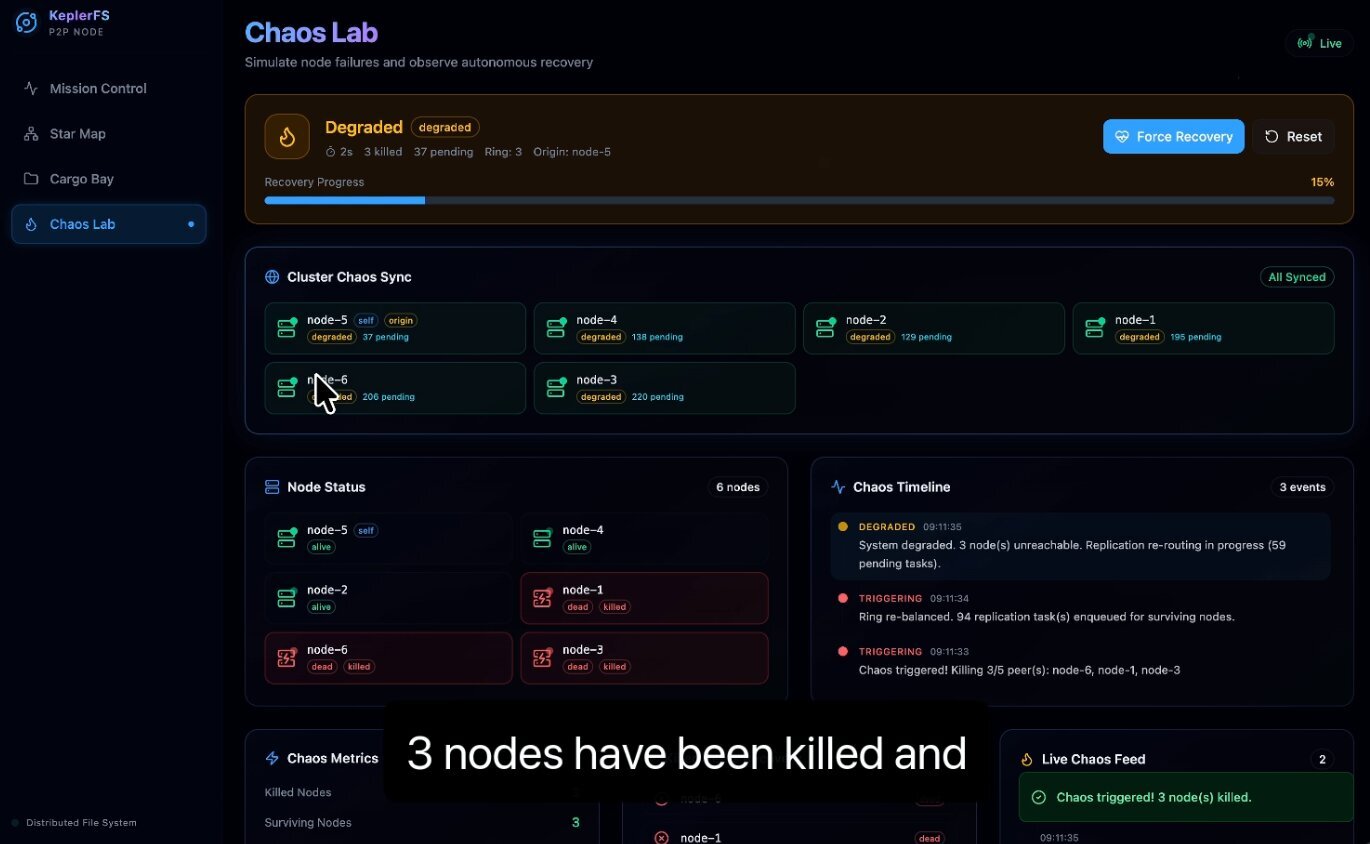 KeplerFS
P2P NODE
Mission Control
Star Map
Cargo Bay
Chaos Lab
Distributed File System
Chaos Lab
Simulate node failures and observe autonomous recovery
Live
Degraded degraded
2s 3 killed 37 pending Ring: 3 Origin: node-5
Force Recovery Reset
Recovery Progress 15%
Cluster Chaos Sync All Synced
node-5 self origin
degraded 37 pending
node-4
degraded 138 pending
node-2
degraded 129 pending
node-1
degraded 195 pending
node-6
206 pending
node-3
degraded 220 pending
Node Status 6 nodes
node-5 self
alive
node-4
alive
node-2
alive
node-1
dead killed
node-6
dead killed
node-3
dead killed
Chaos Timeline 3 events
DEGRADED 09:11:35
System degraded. 3 node(s) unreachable. Replication re-routing in progress (59
pending tasks).
TRIGGERING 09:11:34
Ring re-balanced. 94 replication task(s) enqueued for surviving nodes.
TRIGGERING 09:11:33
Chaos triggered! Killing 3/5 peer(s): node-6, node-1, node-3
3 nodes have been killed and
Chaos Metrics
Killed Nodes 3
Surviving Nodes 3
node-6
node-1 dead
Live Chaos Feed 2
Chaos triggered! 3 node(s) killed.
09:11:35